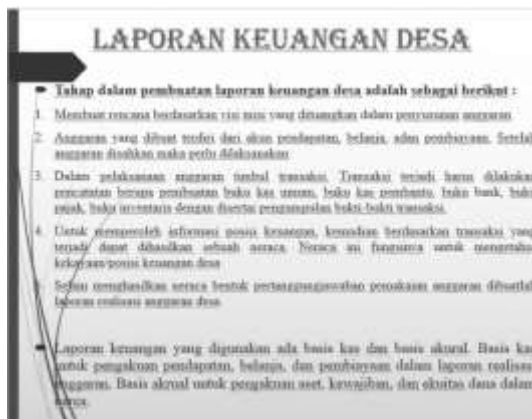 LAPORAN KEUANGAN DESA
Tahap dalam pembuatan laporan keuangan desa adalah sebagai berikut :
1. Membuat rencana berdasarkan visi misi yang dituangkan dalam penyusunan anggaran
2. Anggaran yang dibuat terdiri dari akun pendapatan, belanja, adan pembiayaan. Setelah
anggaran disahkan maka perlu dilaksanakan
3. Dalam pelaksanaan anggaran timbul transaksi. Transaksi terjadi harus dilakukan
pencatatan berupa pembuatan buku kas umum, buku kas pembantu, buku bank, buku
pajak, buku inventaris dengan disertai pengumpulan bukti-bukti transaksi.
4. Untuk memperoleh informasi posisi keuangan, kemudian berdasarkan transaksi yang
terjadi dapat dihasilkan sebuah neraca. Neraca ini fungsinya untuk mengetahui
kekayaan/posisi keuangan desa
Selain menghasilkan neraca bentuk pertanggungjawaban pemakaian anggaran dibuatlah
laporan realisasi anggaran desa
Laporan keuangan yang digunakan ada basis kas dan basis akural. Basis kas
untuk pengakuan pendapatan, belanja, dan pembiayaan dalam laporan realisasi
anggaran. Basis akrual untuk pengakuan aset, kewajiban, dan ekuitas dana dalam